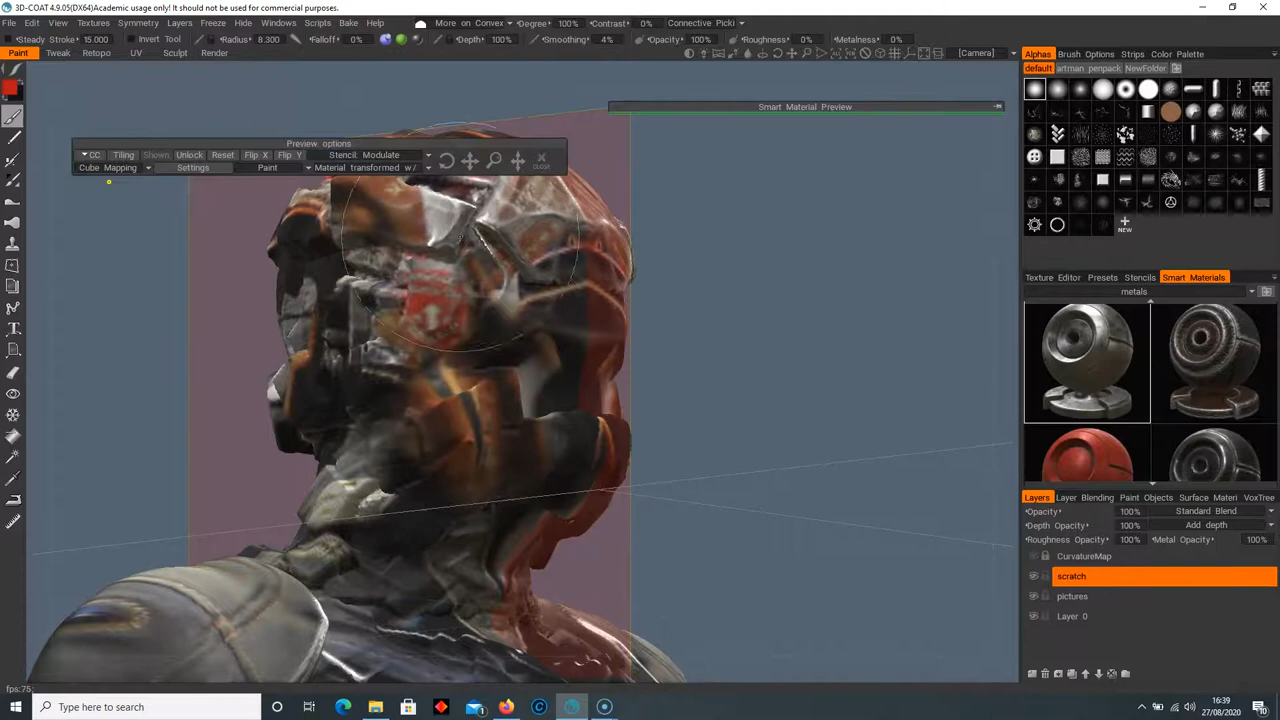 3D-COAT 4.9.05(DX64)Academic usage only! It should not be used for commercial purposes.
File Edit View Textures Symmetry Layers Freeze Hide Windows Scripts Bake Help More on Convex Degree 100% Contrast: 0% Connective Picki
Steady Stroke 15.000 Invert Tool Radius 8.300 Falloff 0% Depth 100% Smoothing 4% Opacity 100% Roughness 0% Metalness 0%
Paint Tweak Retopo UV Sculpt Render [Camera]
Alphas Brush Options Strips Color Palette
default artman penpack NewFolder
Smart Material Preview
Preview options
CC Tiling Shown: Unlock Reset Flip X Flip Y Stencil: Modulate
CLOSE
Cube Mapping Settings Paint Material transformed w/
NEW
Texture Editor Presets Stencils Smart Materials
metals
Layers Layer Blending Paint Objects Surface Materi VoxTree
Opacity 100% Standard Blend
Depth Opacity 100% Add depth
Roughness Opacity 100% Metal Opacity 100%
CurvatureMap
scratch
pictures
Layer 0
fps:75;
Type here to search
1
16:39
27/08/2020
10